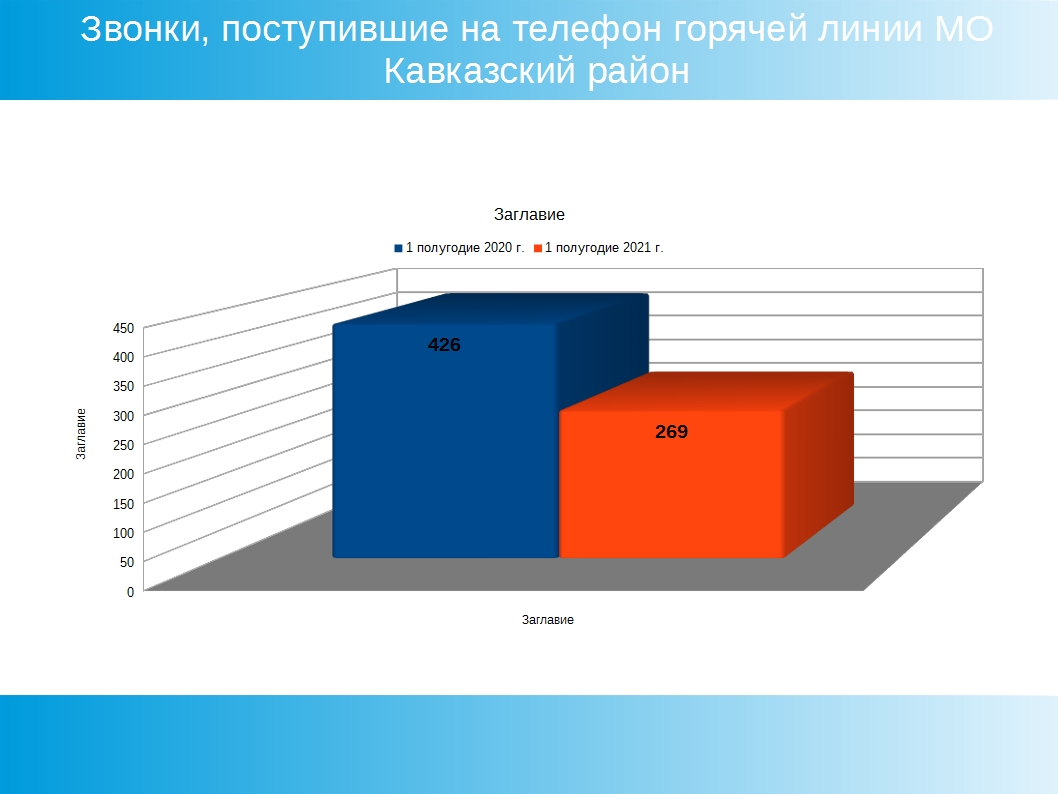 Звонки, поступившие на телефон горячей линии МО
Кавказский район
Заглавие
1 полугодие 2020 г. 1 полугодие 2021 г.
450
400
350
300
250
200
150
100
50
0
Заглавие
426
269
Заглавие